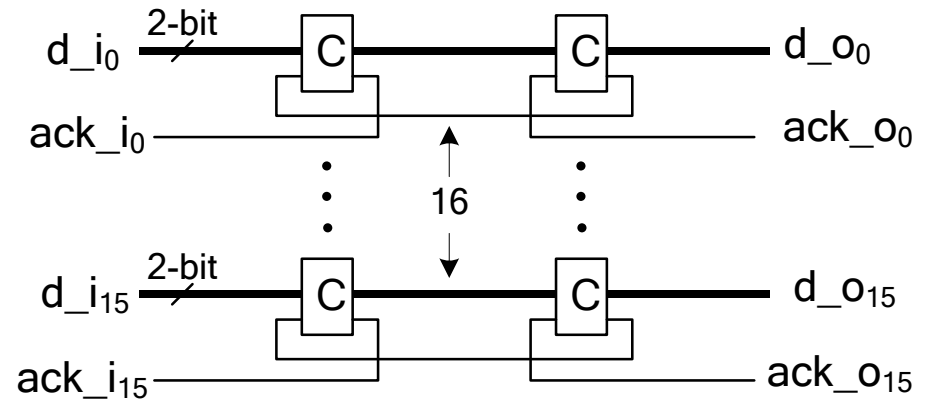 2-bit
d_i₀ C C d_o₀
ack_i₀ ack_o₀
16
2-bit
d_i₁₅ C C d_o₁₅
ack_i₁₅ ack_o₁₅